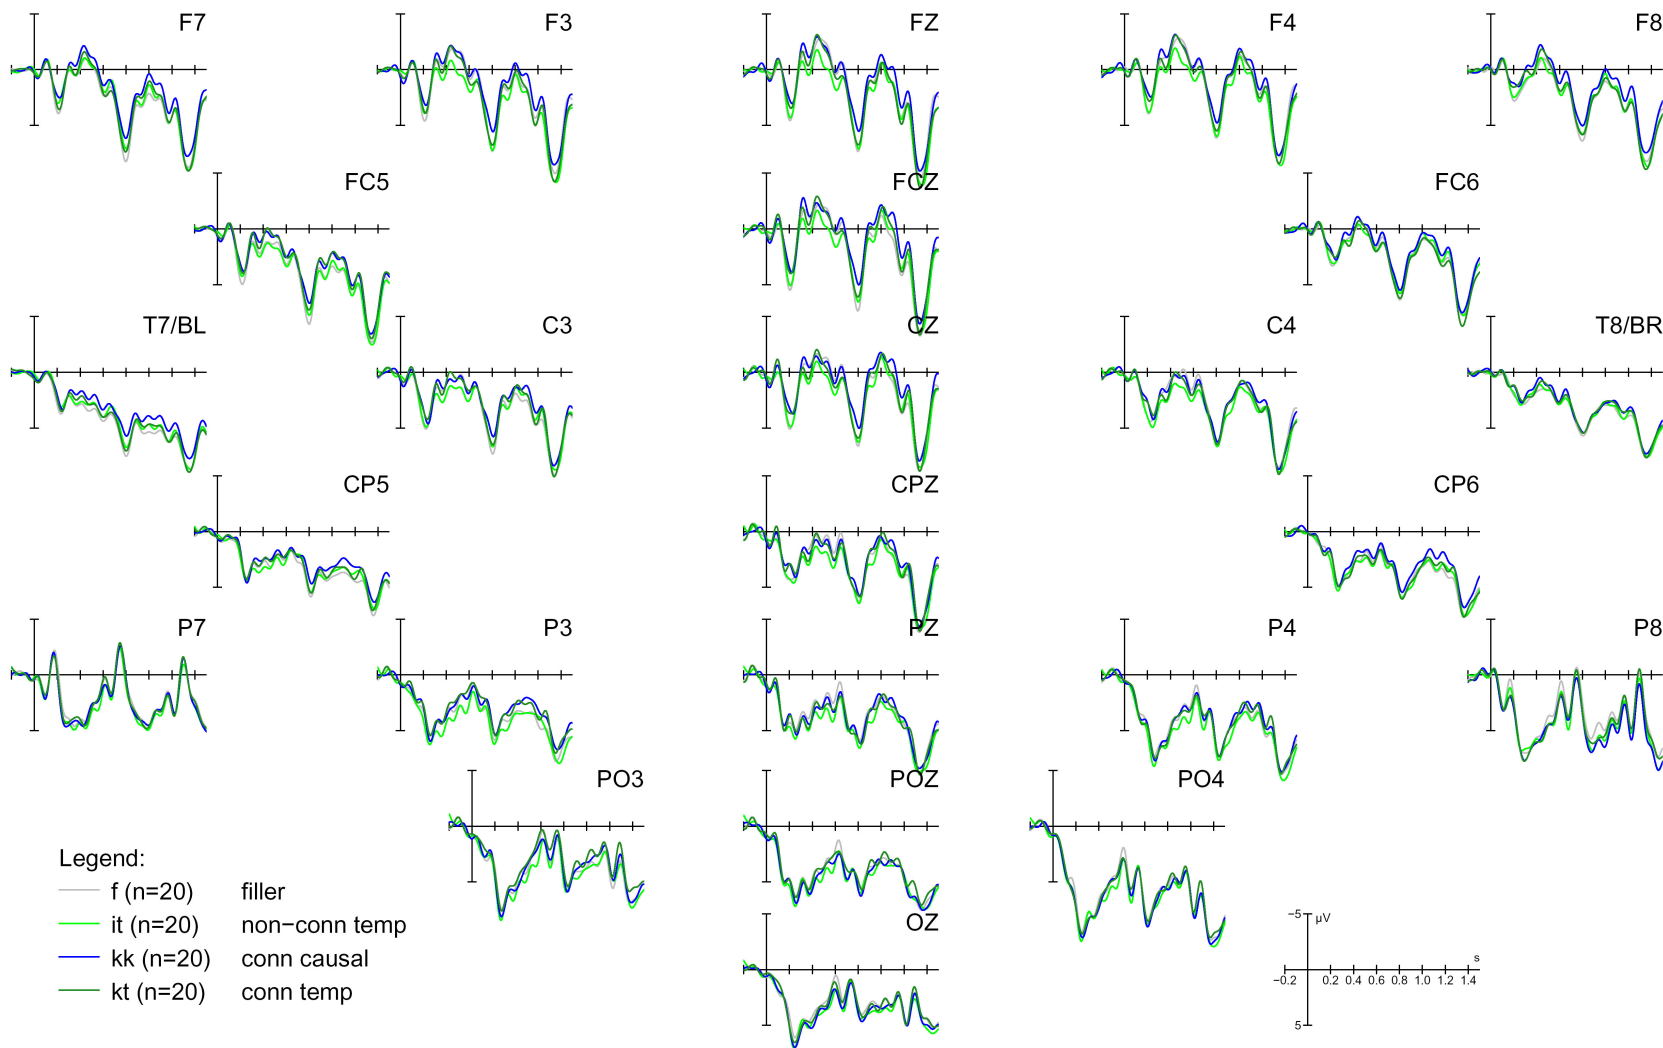 F7 F3 FZ F4 F8
FC5 FCZ FC6
T7/BL C3 CZ C4 T8/BR
CP5 CPZ CP6
P7 P3 PZ P4 P8
PO3 POZ PO4
Legend:
f (n=20) filler
it (n=20) non−conn temp
kk (n=20) conn causal
kt (n=20) conn temp
OZ
−5 µV
s
−0.2 0.2 0.4 0.6 0.8 1.0 1.2 1.4
5